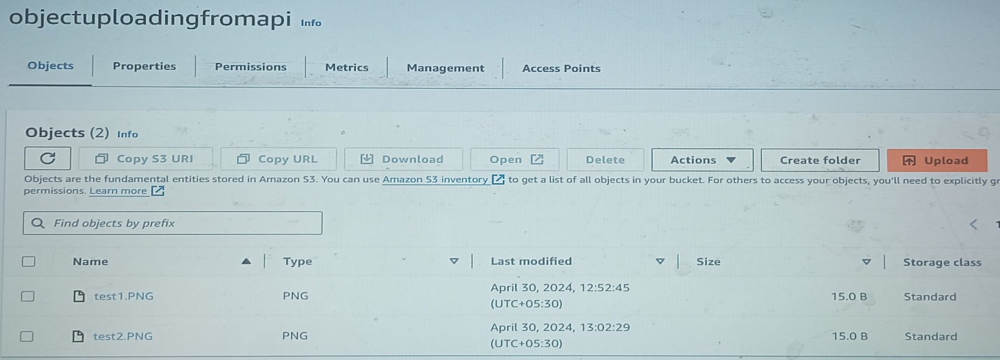 objectuploadingfromapi Info
Objects Properties Permissions Metrics Management Access Points
Objects (2) Info
Copy S3 URI Copy URL Download Open Delete Actions Create folder Upload
Objects are the fundamental entities stored in Amazon S3. You can use Amazon S3 inventory to get a list of all objects in your bucket. For others to access your objects, you'll need to explicitly
permissions. Learn more
Find objects by prefix
Name Type Last modified Size Storage class
test1.PNG PNG April 30, 2024, 12:52:45 15.0 B Standard
(UTC+05:30)
test2.PNG PNG April 30, 2024, 13:02:29 15.0 B Standard
(UTC+05:30)